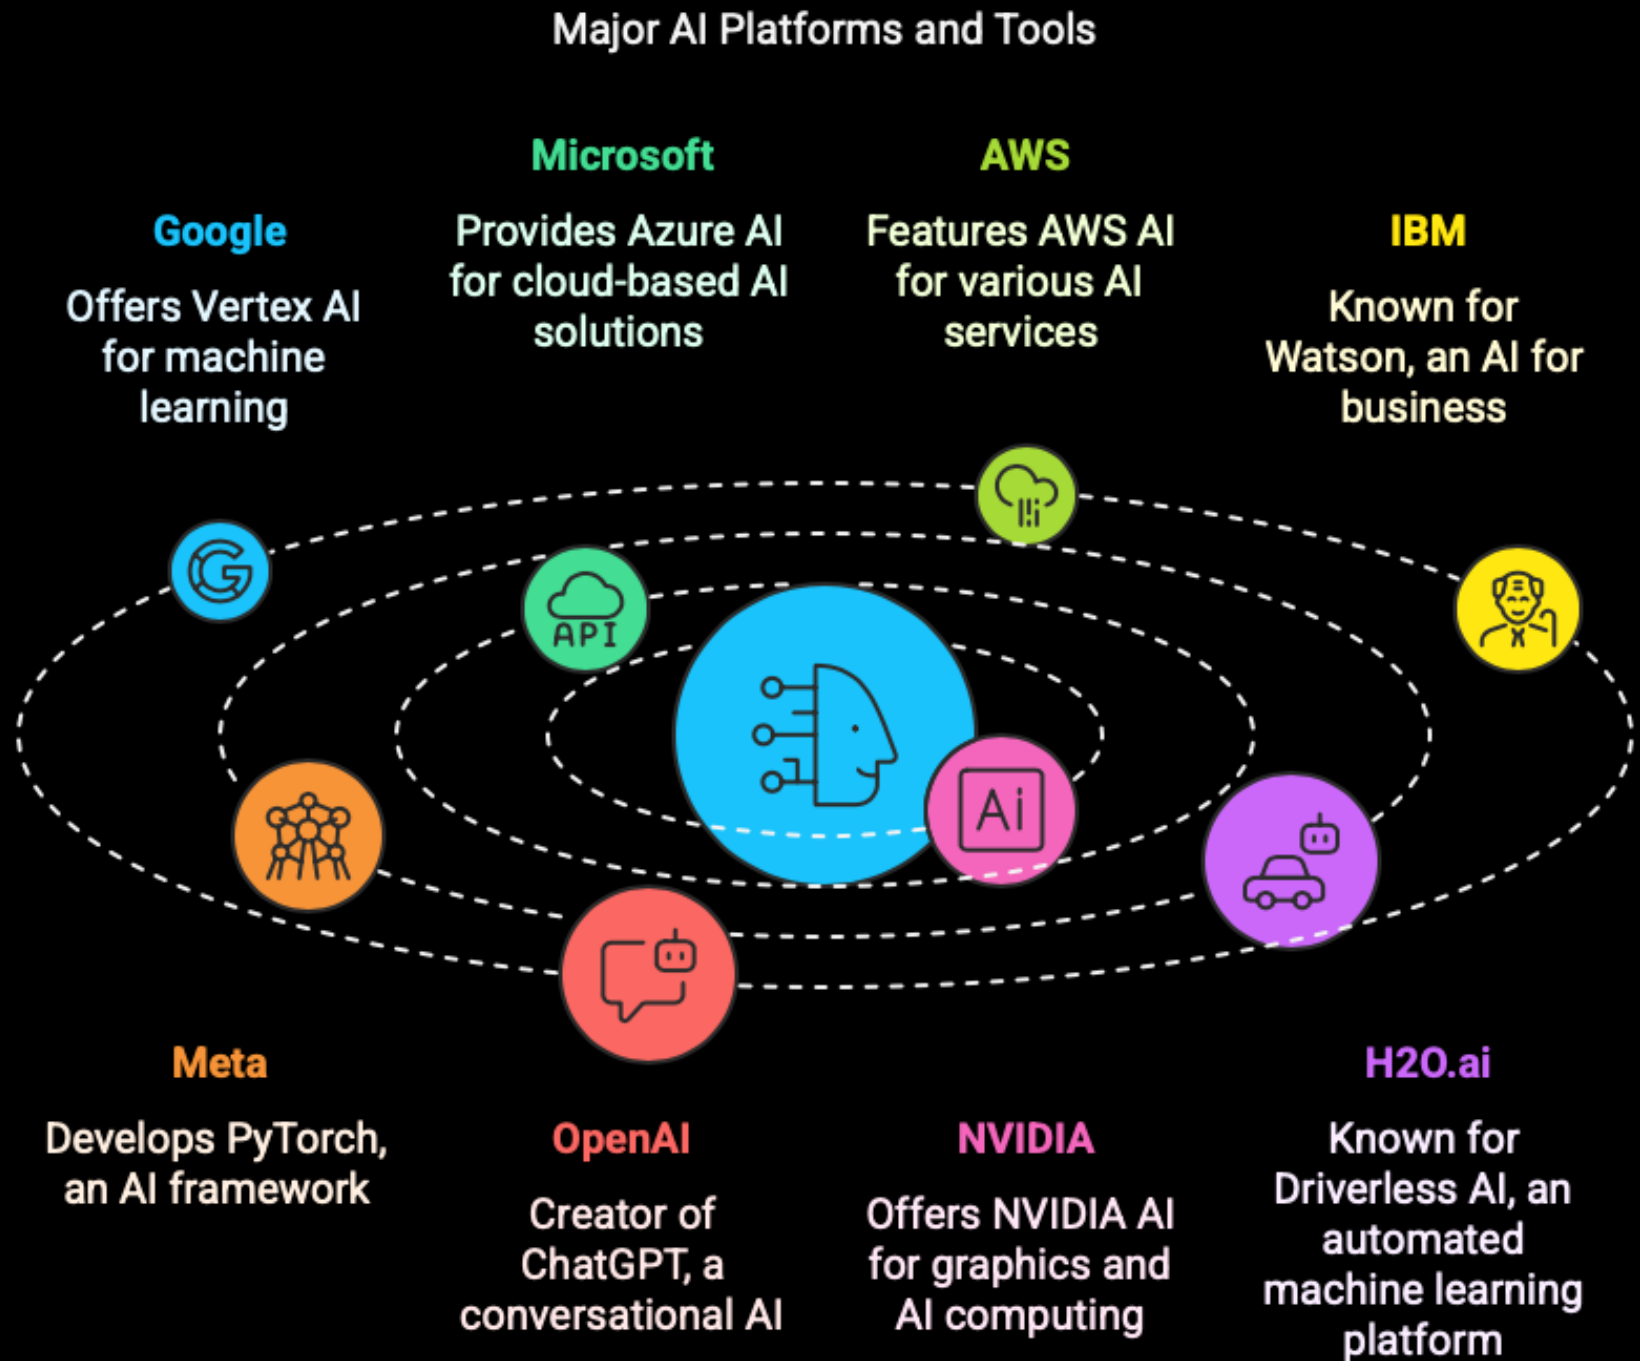 Major AI Platforms and Tools
Google
Offers Vertex AI
for machine
learning
Microsoft
Provides Azure AI
for cloud-based AI
solutions
AWS
Features AWS AI
for various AI
services
IBM
Known for
Watson, an AI for
business
G
API
Ai
Meta
Develops PyTorch,
an AI framework
OpenAI
Creator of
ChatGPT, a
conversational AI
NVIDIA
Offers NVIDIA AI
for graphics and
AI computing
H2O.ai
Known for
Driverless AI, an
automated
machine learning
platform